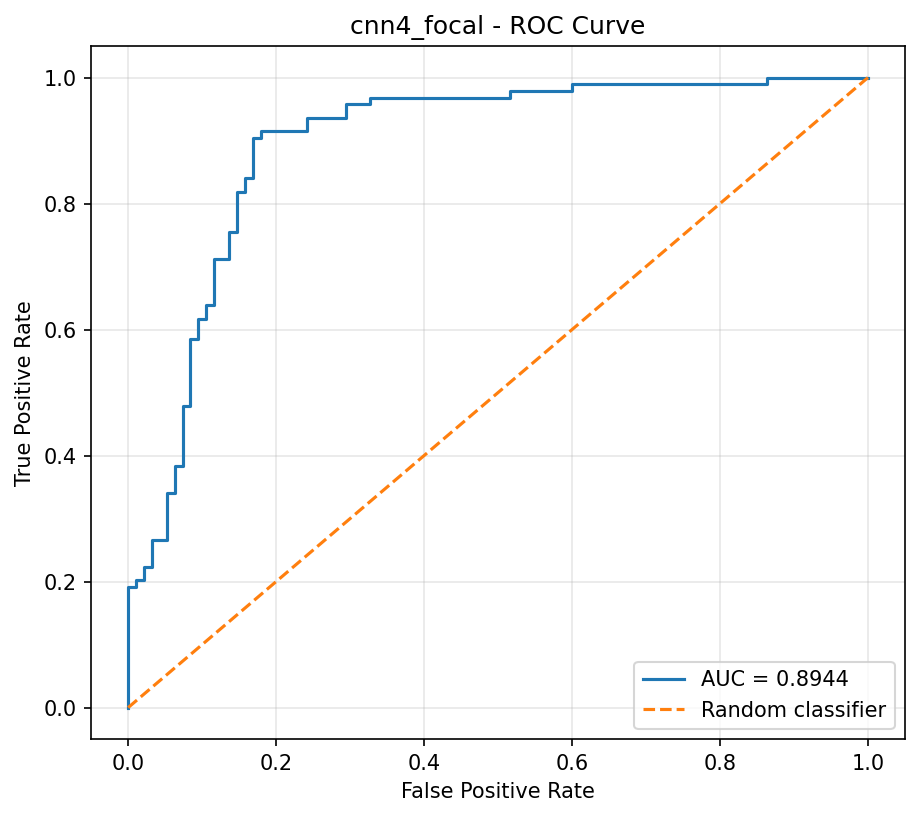 cnn4_focal - ROC Curve
True Positive Rate
1.0
0.8
0.6
0.4
0.2
0.0
AUC = 0.8944
Random classifier
0.0 0.2 0.4 0.6 0.8 1.0
False Positive Rate